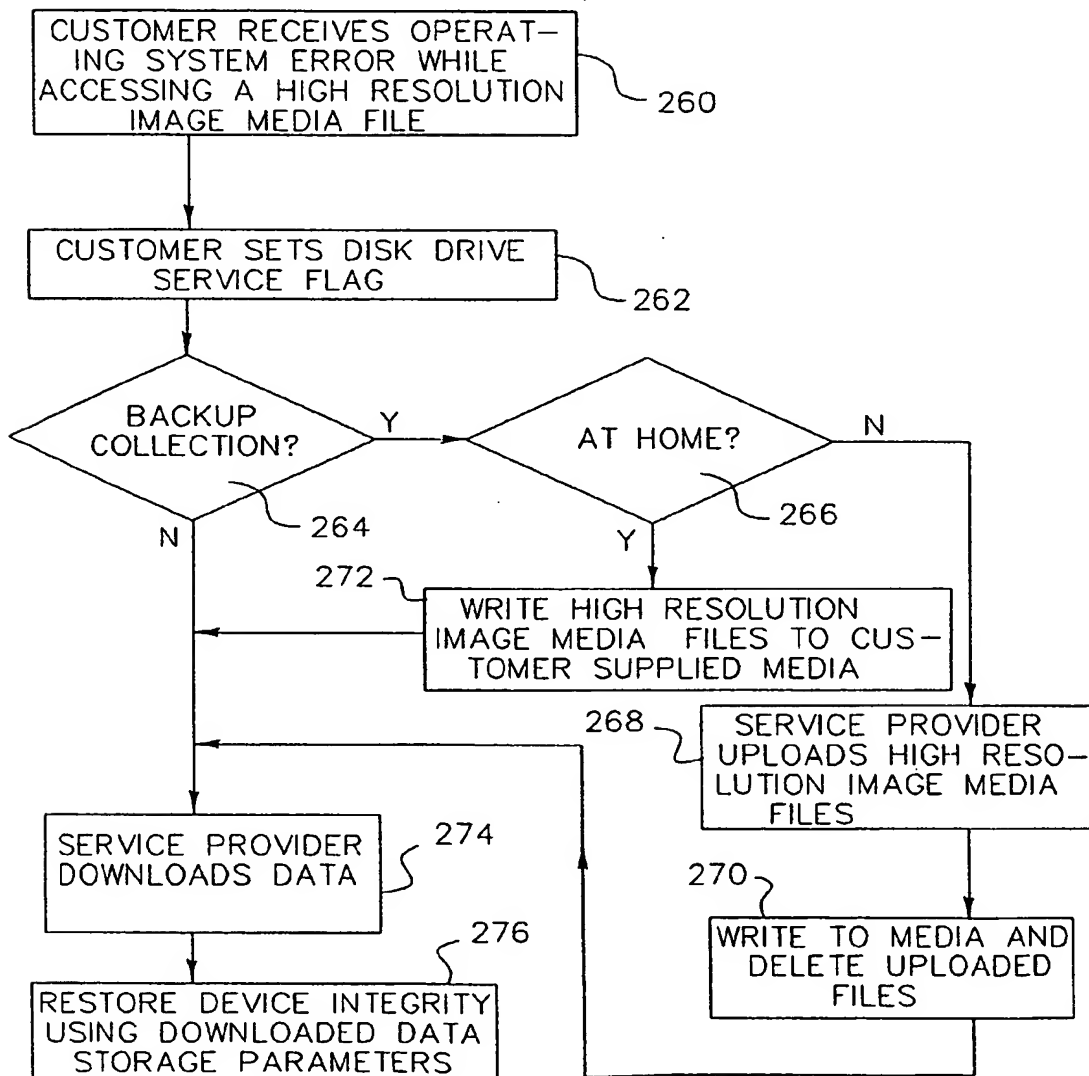 CUSTOMER RECEIVES OPERAT-
ING SYSTEM ERROR WHILE
ACCESSING A HIGH RESOLUTION
IMAGE MEDIA FILE
260
CUSTOMER SETS DISK DRIVE
SERVICE FLAG
262
BACKUP
COLLECTION?
264
Y
N
AT HOME?
266
N
Y
272
WRITE HIGH RESOLUTION
IMAGE MEDIA FILES TO CUS-
TOMER SUPPLIED MEDIA
268
SERVICE PROVIDER
UPLOADS HIGH RESO-
LUTION IMAGE MEDIA
FILES
270
WRITE TO MEDIA AND
DELETE UPLOADED
FILES
SERVICE PROVIDER
DOWNLOADS DATA
274
276
RESTORE DEVICE INTEGRITY
USING DOWNLOADED DATA
STORAGE PARAMETERS